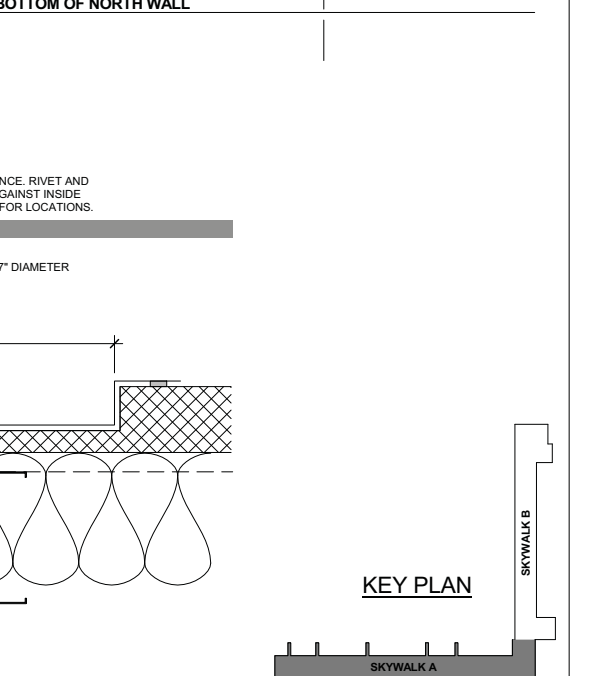 BOTTOM OF NORTH WALL
NCE. RIVET AND
GAINST INSIDE
FOR LOCATIONS.
7" DIAMETER
SKYWALK B
KEY PLAN
SKYWALK A